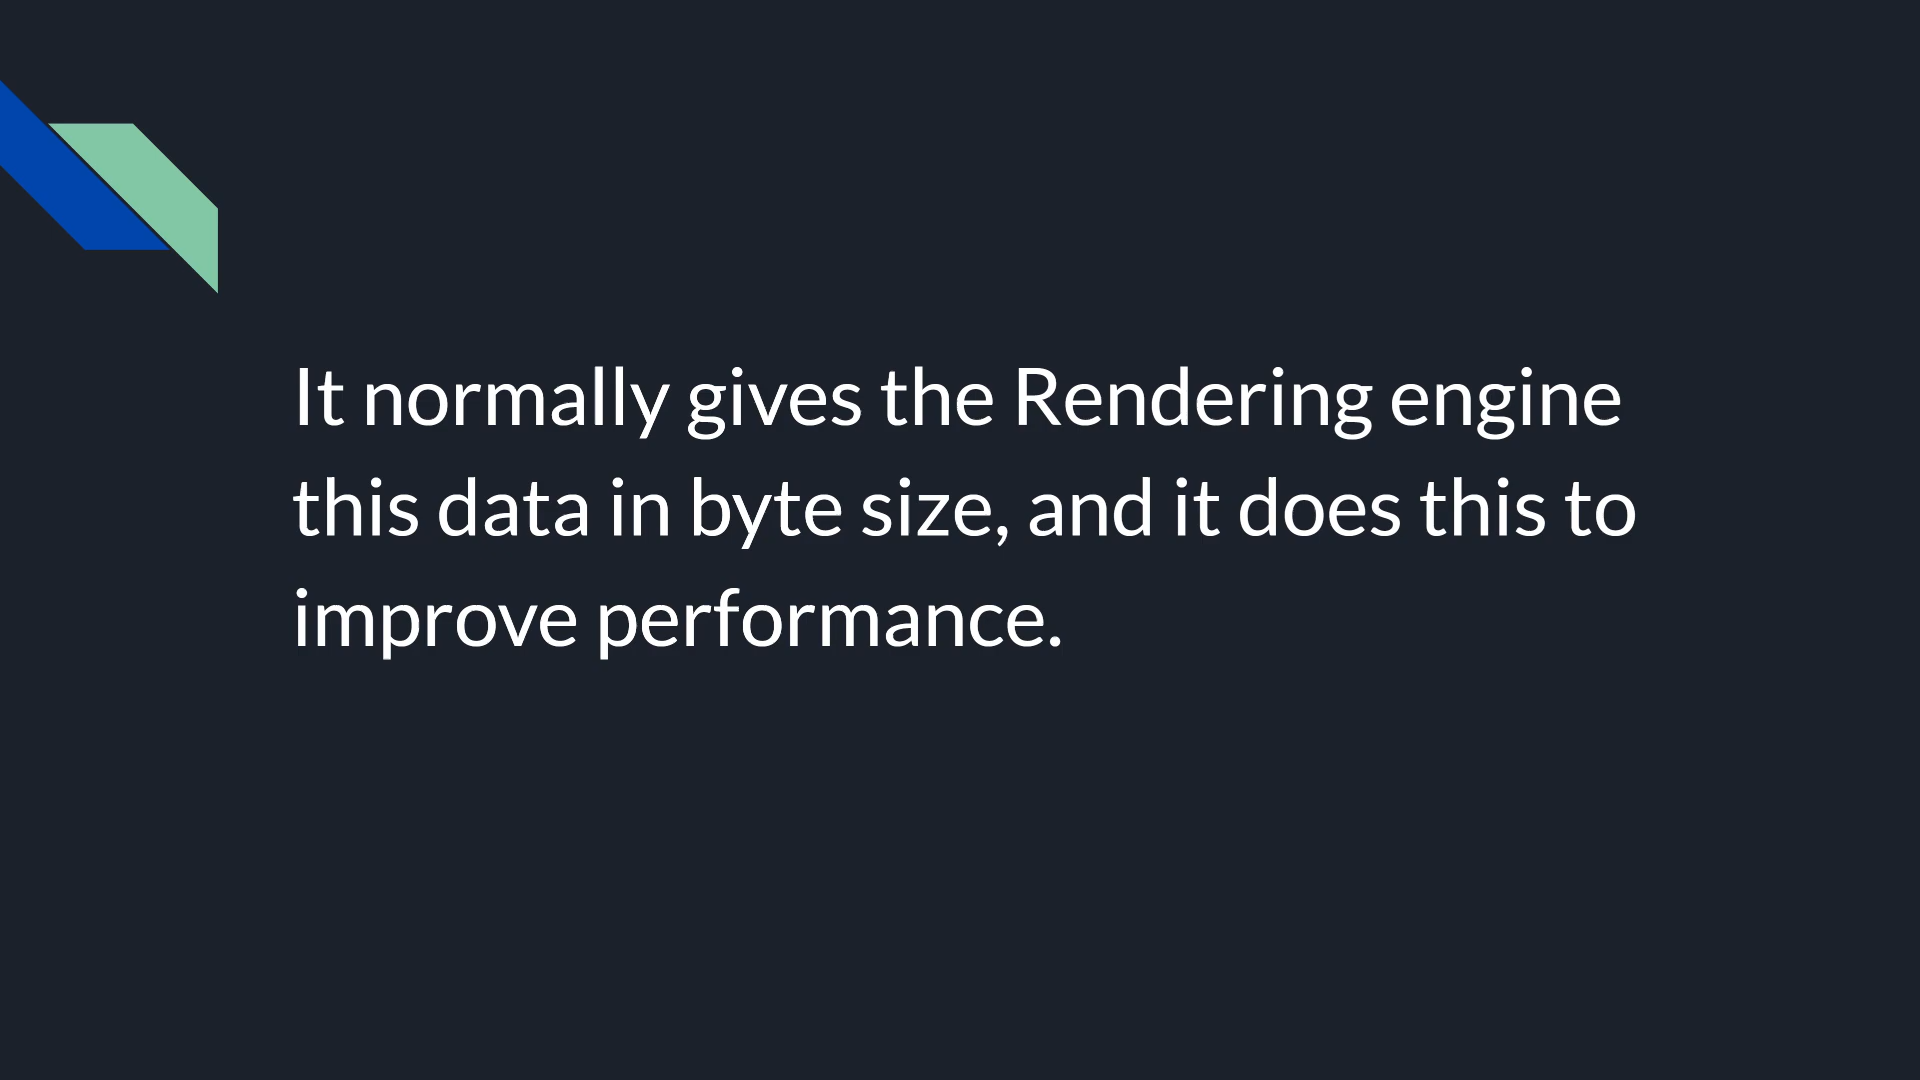 It normally gives the Rendering engine
this data in byte size, and it does this to
improve performance.